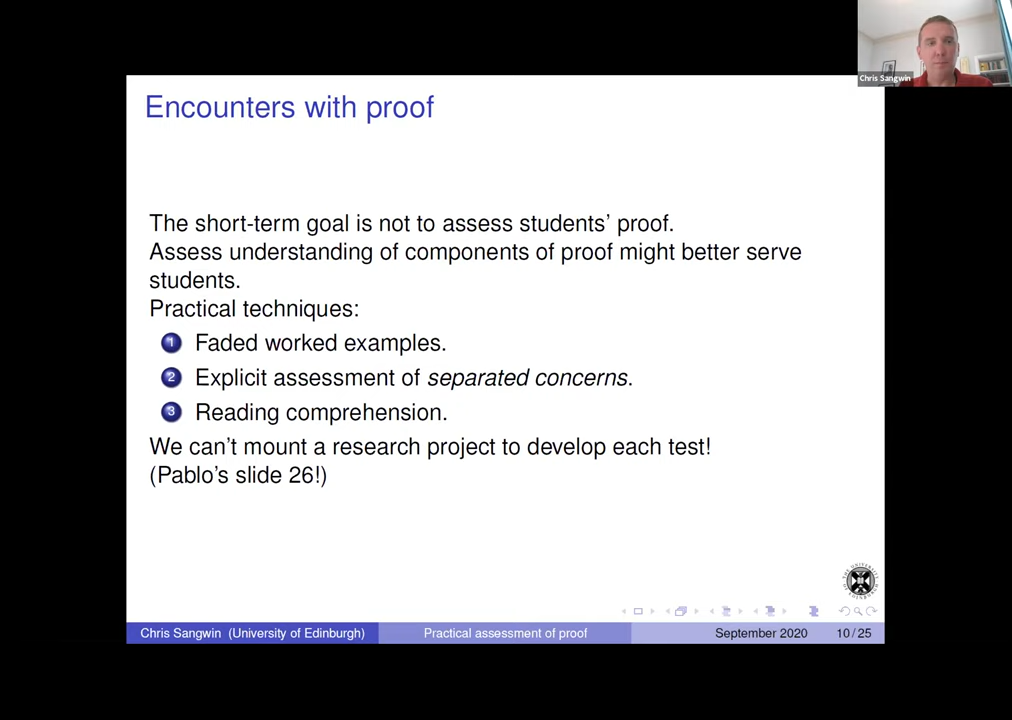 Chris Sangwin
Encounters with proof
The short-term goal is not to assess students' proof.
Assess understanding of components of proof might better serve
students.
Practical techniques:
1 Faded worked examples.
2 Explicit assessment of separated concerns.
3 Reading comprehension.
We can't mount a research project to develop each test!
(Pablo's slide 26!)
Chris Sangwin (University of Edinburgh) Practical assessment of proof September 2020 10/25